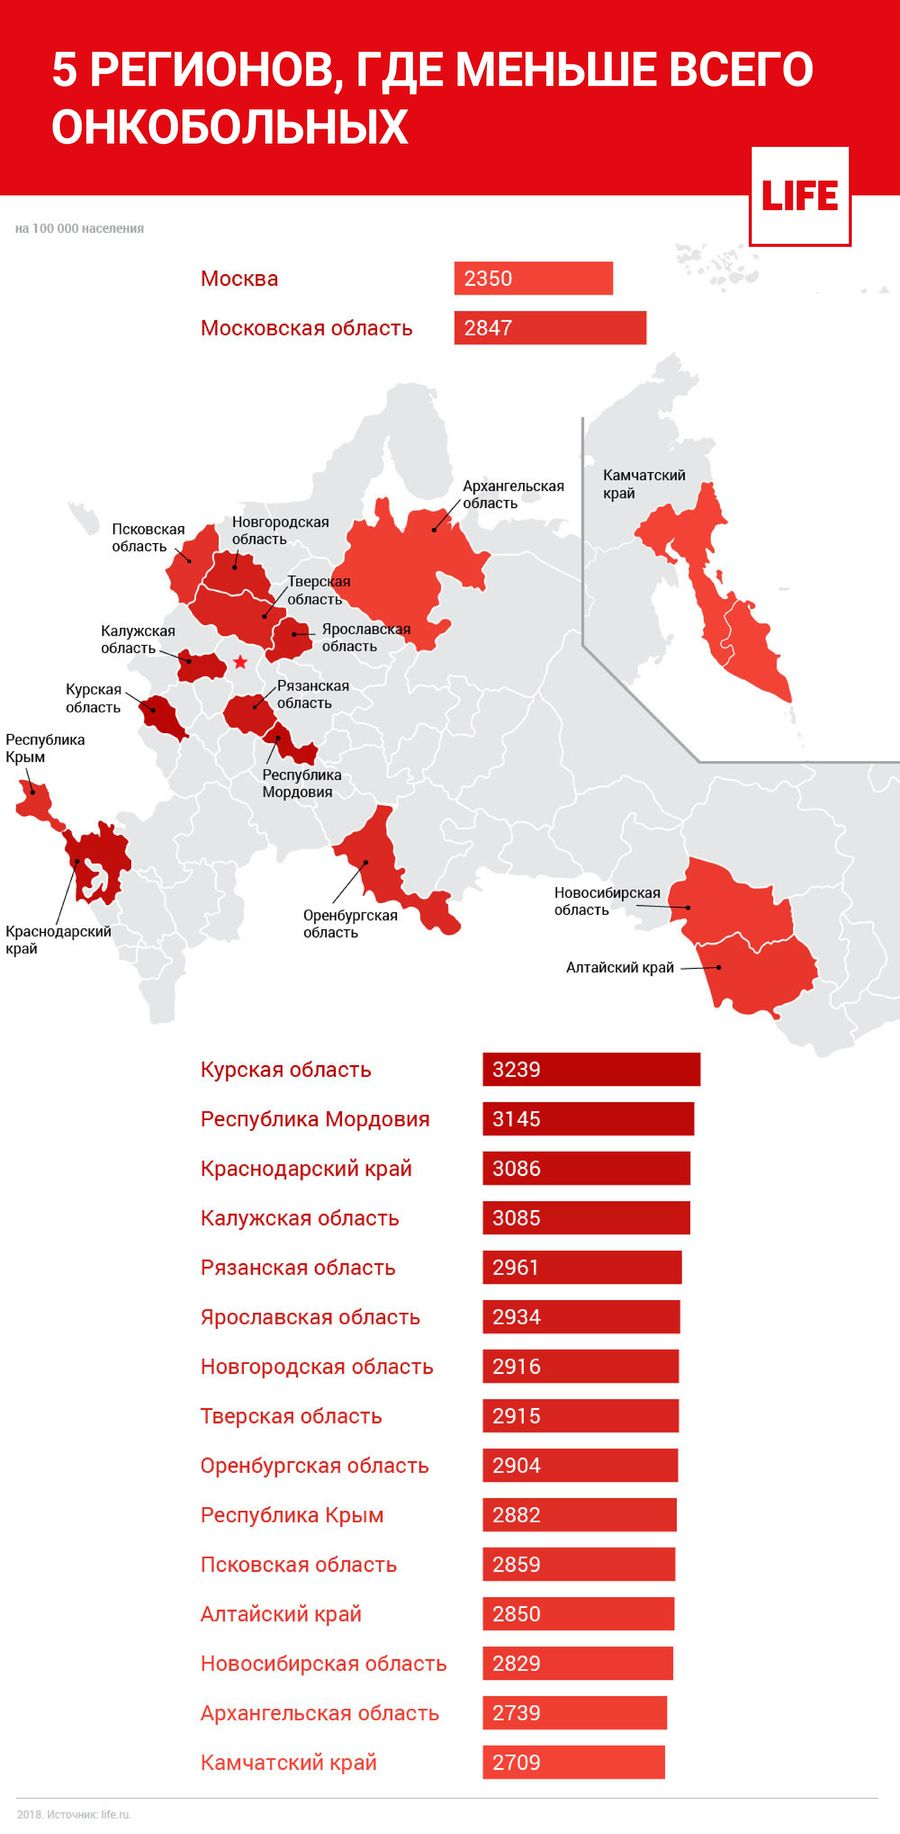 5 РЕГИОНОВ, ГДЕ МЕНЬШЕ ВСЕГО
ОНКОБОЛЬНЫХ
LIFE
на 100 000 населения
Москва 2350
Московская область 2847
Камчатский
край
Архангельская
область
Псковская
область
Новгородская
область
Тверская
область
Ярославская
область
Калужская
область
Курская
область
Рязанская
область
Республика
Крым
Республика
Мордовия
Краснодарский
край
Оренбургская
область
Новосибирская
область
Алтайский край
Курская область 3239
Республика Мордовия 3145
Краснодарский край 3086
Калужская область 3085
Рязанская область 2961
Ярославская область 2934
Новгородская область 2916
Тверская область 2915
Оренбургская область 2904
Республика Крым 2882
Псковская область 2859
Алтайский край 2850
Новосибирская область 2829
Архангельская область 2739
Камчатский край 2709
2018. Источник: life.ru.